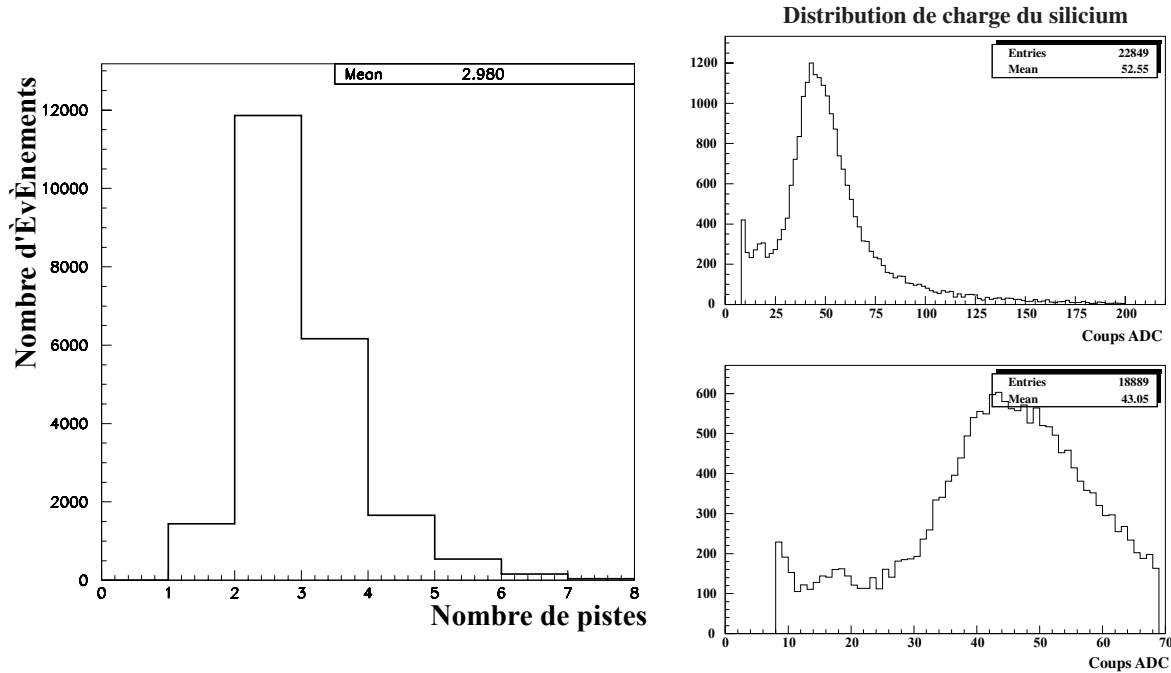 Mean 2.980
Nombre d'ÈvÈnements
12000
10000
8000
6000
4000
2000
0
0 1 2 3 4 5 6 7 8
Nombre de pistes
Distribution de charge du silicium
Entries 22849
Mean 52.55
1200
1000
800
600
400
200
0
0 25 50 75 100 125 150 175 200
Coups ADC
Entries 18889
Mean 43.05
600
500
400
300
200
100
0
0 10 20 30 40 50 60 70
Coups ADC